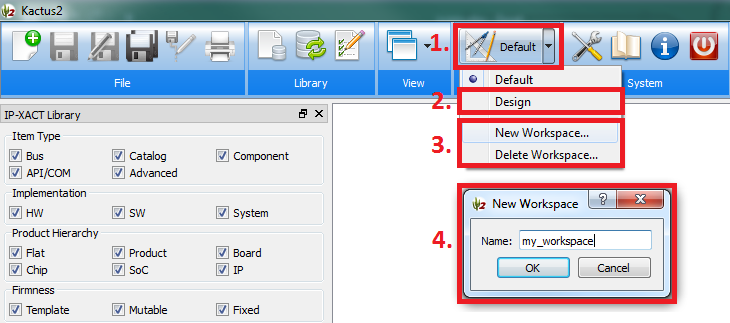 Kactus2
1.
Default
File
Library
View
System
Default
2.
Design
3.
New Workspace...
Delete Workspace...
IP-XACT Library
Item Type
Bus
Catalog
Component
API/COM
Advanced
Implementation
HW
SW
System
Product Hierarchy
Flat
Product
Board
Chip
SoC
IP
Firmness
Template
Mutable
Fixed
4.
New Workspace
?
Name:
my_workspace
OK
Cancel